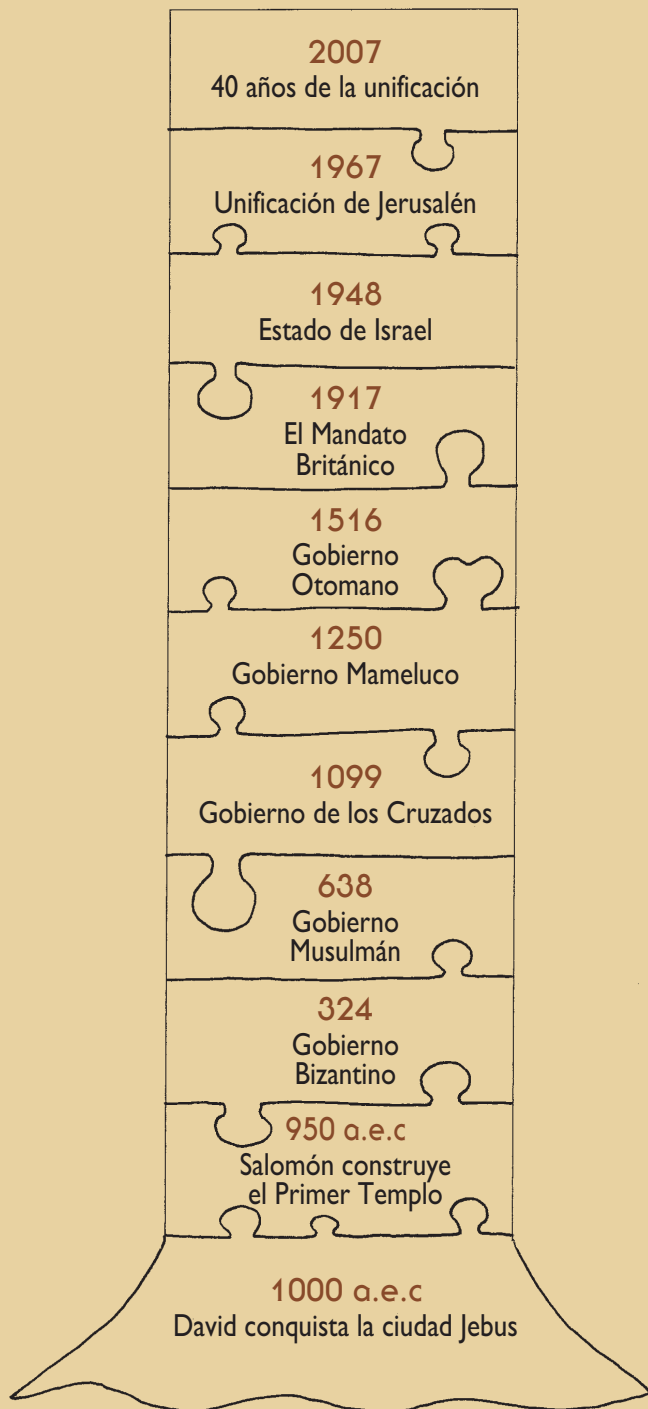 2007
40 años de la unificación
1967
Unificación de Jerusalén
1948
Estado de Israel
1917
El Mandato
Británico
1516
Gobierno
Otomano
1250
Gobierno Mameluco
1099
Gobierno de los Cruzados
638
Gobierno
Musulmán
324
Gobierno
Bizantino
950 a.e.c
Salomón construye
el Primer Templo
1000 a.e.c
David conquista la ciudad Jebus